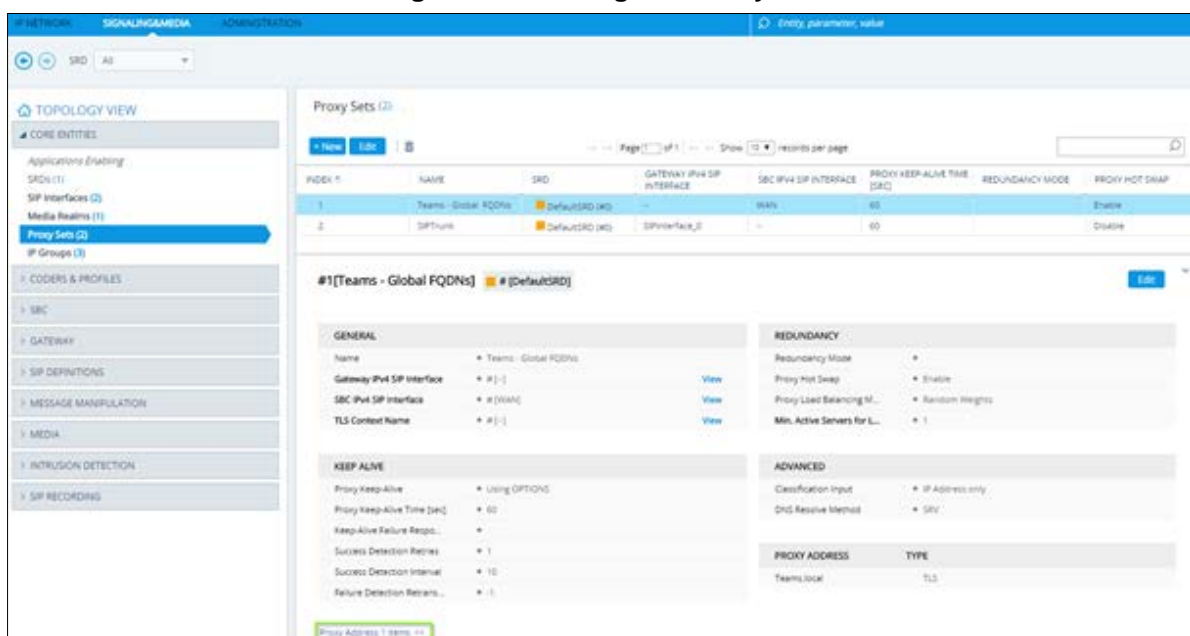 IP NETWORK SIGNALING&MEDIA ADMINISTRATION Entity, parameter, value
SRD All
TOPOLOGY VIEW
CORE ENTITIES
Applications Enabling
SRDs (1)
SIP Interfaces (2)
Media Realms (1)
Proxy Sets (2)
IP Groups (3)
CODERS & PROFILES
SBC
GATEWAY
SIP DEFINITIONS
MESSAGE MANIPULATION
MEDIA
INTRUSION DETECTION
SIP RECORDING
Proxy Sets (2)
+ New Edit Page 1 of 1 Show 10 records per page
INDEX NAME SRD GATEWAY IPV4 SIP INTERFACE SBC IPV4 SIP INTERFACE PROXY KEEP-ALIVE TIME [SEC] REDUNDANCY MODE PROXY HOT SWAP
1 Teams - Global FQDNs DefaultSRD (#0) -- WAN 60 Enable
2 SIPTrunk DefaultSRD (#0) SIPInterface_0 -- 60 Disable
#1[Teams - Global FQDNs] # [DefaultSRD] Edit
GENERAL
Name • Teams - Global FQDNs
Gateway IPv4 SIP Interface • # [--] View
SBC IPv4 SIP Interface • # [WAN] View
TLS Context Name • # [--] View
KEEP ALIVE
Proxy Keep-Alive • Using OPTIONS
Proxy Keep-Alive Time [sec] • 60
Keep-Alive Failure Respo... •
Success Detection Retries • 1
Success Detection Interval • 10
Failure Detection Retrans... • -1
REDUNDANCY
Redundancy Mode •
Proxy Hot Swap • Enable
Proxy Load Balancing M... • Random Weights
Min. Active Servers for L... • 1
ADVANCED
Classification Input • IP Address only
DNS Resolve Method • SRV
PROXY ADDRESS TYPE
Teams.local TLS
Proxy Address 1 items >>